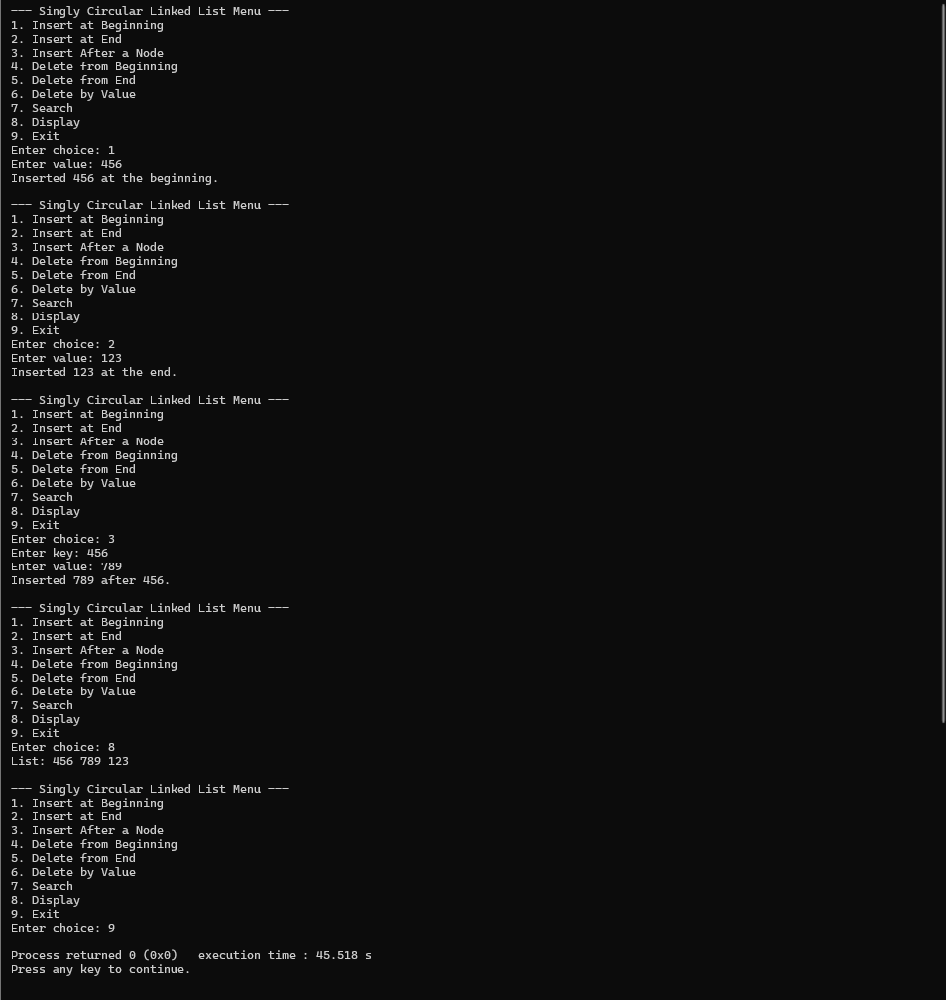 --- Singly Circular Linked List Menu ---
1. Insert at Beginning
2. Insert at End
3. Insert After a Node
4. Delete from Beginning
5. Delete from End
6. Delete by Value
7. Search
8. Display
9. Exit
Enter choice: 1
Enter value: 456
Inserted 456 at the beginning.

--- Singly Circular Linked List Menu ---
1. Insert at Beginning
2. Insert at End
3. Insert After a Node
4. Delete from Beginning
5. Delete from End
6. Delete by Value
7. Search
8. Display
9. Exit
Enter choice: 2
Enter value: 123
Inserted 123 at the end.

--- Singly Circular Linked List Menu ---
1. Insert at Beginning
2. Insert at End
3. Insert After a Node
4. Delete from Beginning
5. Delete from End
6. Delete by Value
7. Search
8. Display
9. Exit
Enter choice: 3
Enter key: 456
Enter value: 789
Inserted 789 after 456.

--- Singly Circular Linked List Menu ---
1. Insert at Beginning
2. Insert at End
3. Insert After a Node
4. Delete from Beginning
5. Delete from End
6. Delete by Value
7. Search
8. Display
9. Exit
Enter choice: 8
List: 456 789 123

--- Singly Circular Linked List Menu ---
1. Insert at Beginning
2. Insert at End
3. Insert After a Node
4. Delete from Beginning
5. Delete from End
6. Delete by Value
7. Search
8. Display
9. Exit
Enter choice: 9

Process returned 0 (0x0)   execution time : 45.518 s
Press any key to continue.